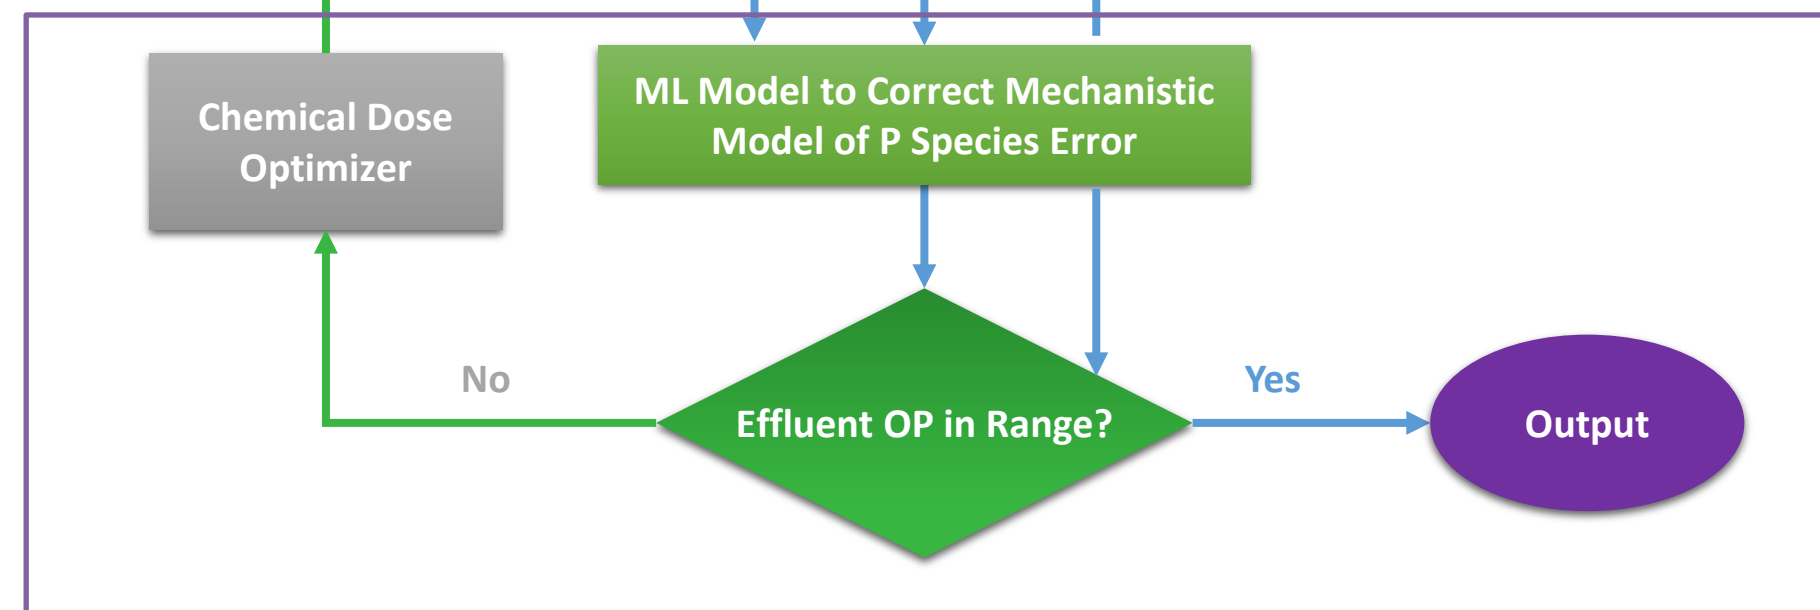 Chemical Dose
Optimizer
ML Model to Correct Mechanistic
Model of P Species Error
No
Effluent OP in Range?
Yes
Output